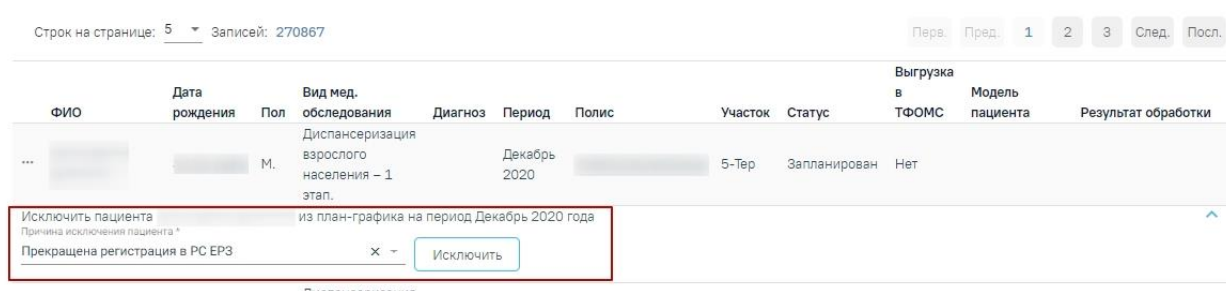 Строк на странице: 5 Записей: 270867 Перв. Пред. 1 2 3 След. Посл.
Выгрузка
Дата Вид мед. в Модель
ФИО рождения Пол обследования Диагноз Период Полис Участок Статус ТФОМС пациента Результат обработки
Диспансеризация
взрослого Декабрь
... М. населения – 1 2020 5-Тер Запланирован Нет
этап.
Исключить пациента из план-графика на период Декабрь 2020 года
Причина исключения пациента *
Прекращена регистрация в РС ЕРЗ × Исключить